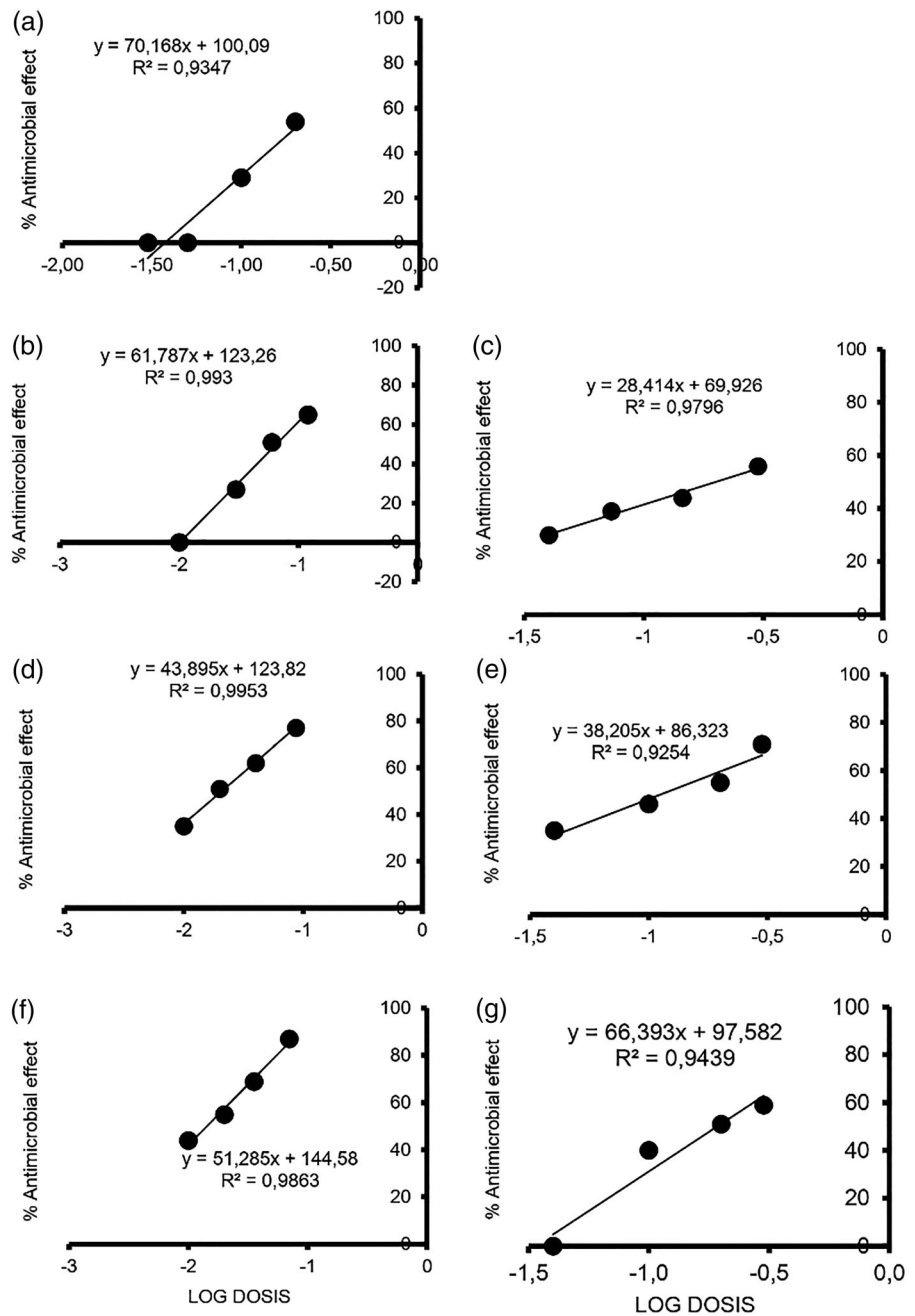 (a)
% Antimicrobial effect
y = 70,168x + 100,09
R² = 0,9347
100
80
60
40
20
0
-20
-2,00 -1,50 -1,00 -0,50 0,00
(b)
% Antimicrobial effect
y = 61,787x + 123,26
R² = 0,993
100
80
60
40
20
0
-20
-3 -2 -1 0
(c)
% Antimicrobial effect
y = 28,414x + 69,926
R² = 0,9796
100
80
60
40
20
0
-1,5 -1 -0,5 0
(d)
% Antimicrobial effect
y = 43,895x + 123,82
R² = 0,9953
100
80
60
40
20
0
-3 -2 -1 0
(e)
% Antimicrobial effect
y = 38,205x + 86,323
R² = 0,9254
100
80
60
40
20
0
-1,5 -1 -0,5 0
(f)
% Antimicrobial effect
100
80
60
40
20
0
y = 51,285x + 144,58
R² = 0,9863
-3 -2 -1 0
LOG DOSIS
(g)
% Antimicrobial effect
y = 66,393x + 97,582
R² = 0,9439
100
80
60
40
20
0
-1,5 -1,0 -0,5 0,0
LOG DOSIS